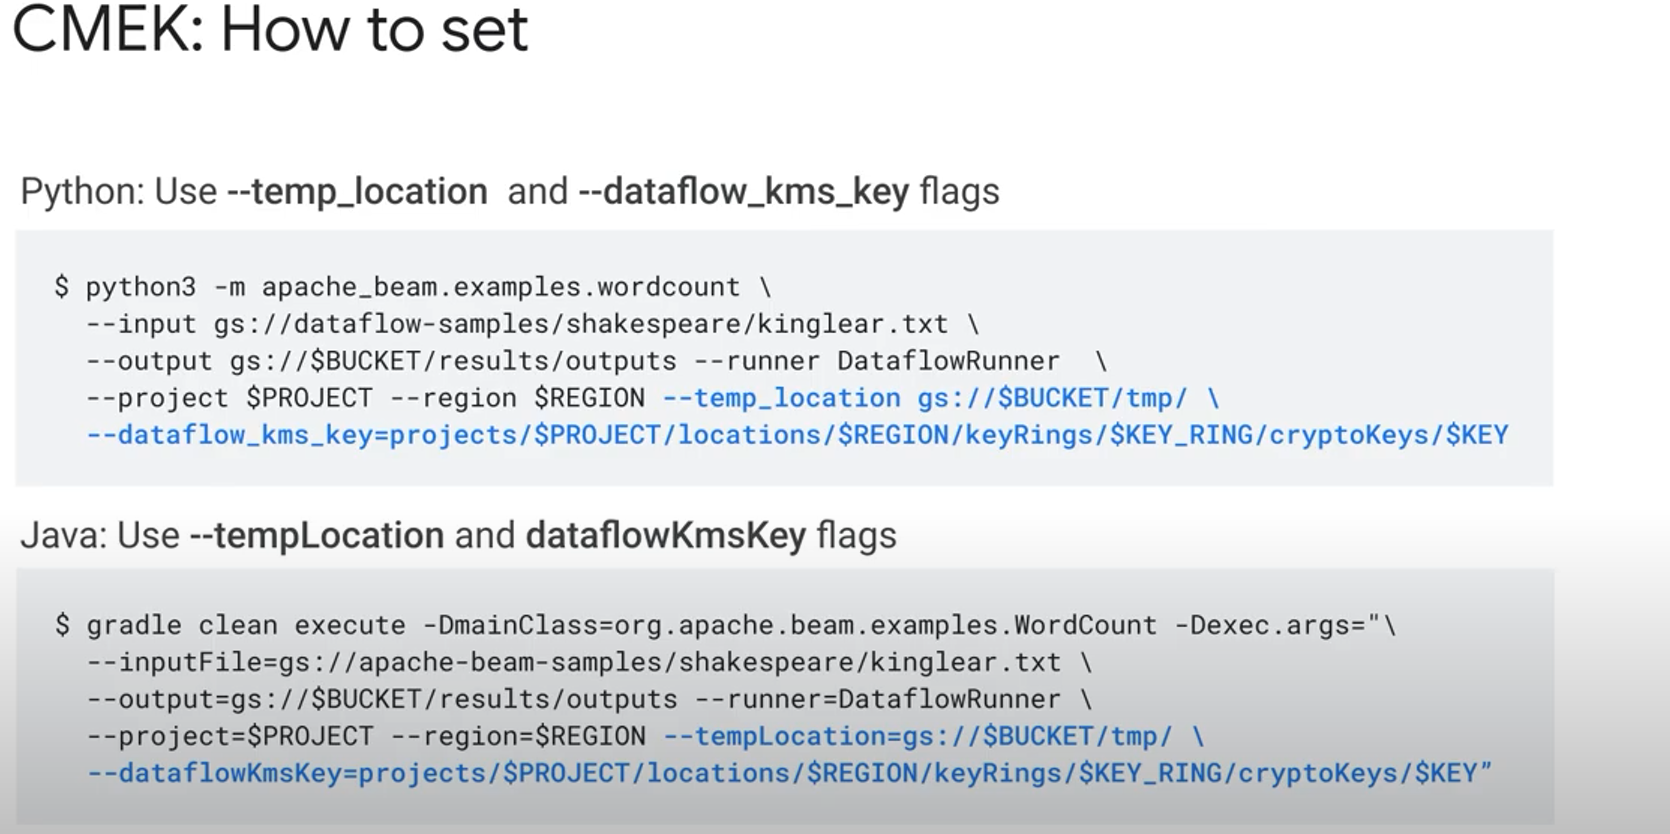 CMEK: How to set
Python: Use --temp_location and --dataflow_kms_key flags
$ python3 -m apache_beam.examples.wordcount \
--input gs://dataflow-samples/shakespeare/kinglear.txt \
--output gs://$BUCKET/results/outputs --runner DataflowRunner \
--project $PROJECT --region $REGION --temp_location gs://$BUCKET/tmp/ \
--dataflow_kms_key=projects/$PROJECT/locations/$REGION/keyRings/$KEY_RING/cryptoKeys/$KEY
Java: Use --tempLocation and dataflowKmsKey flags
$ gradle clean execute -DmainClass=org.apache.beam.examples.WordCount -Dexec.args="\
--inputFile=gs://apache-beam-samples/shakespeare/kinglear.txt \
--output=gs://$BUCKET/results/outputs --runner=DataflowRunner \
--project=$PROJECT --region=$REGION --tempLocation=gs://$BUCKET/tmp/ \
--dataflowKmsKey=projects/$PROJECT/locations/$REGION/keyRings/$KEY_RING/cryptoKeys/$KEY”